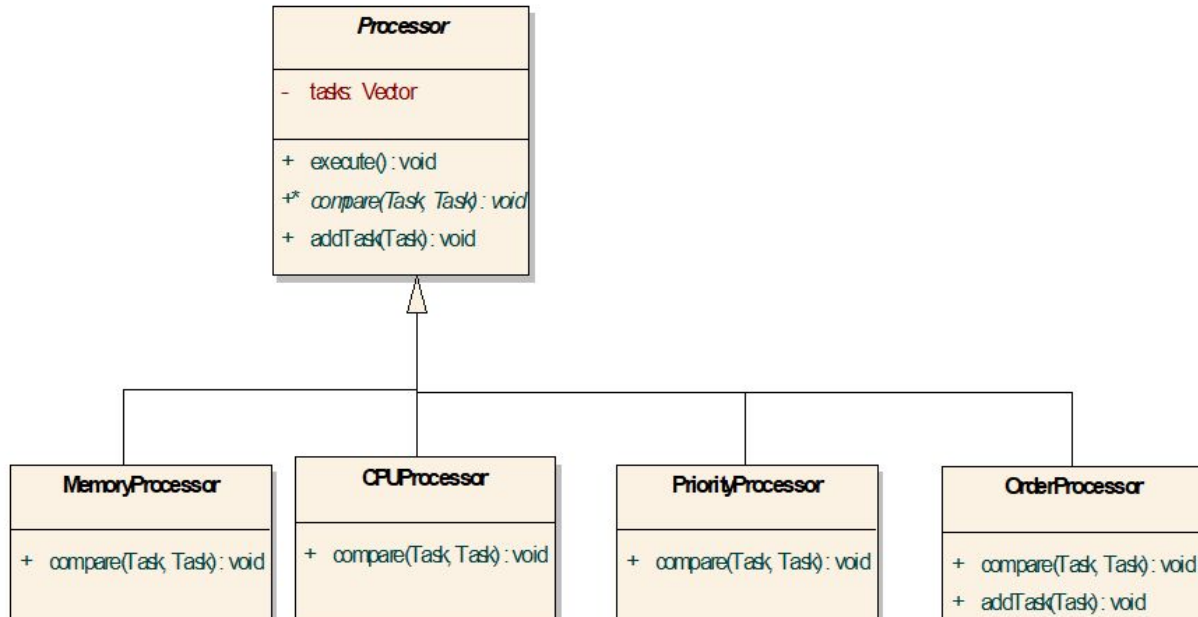 Processor
- tasks: Vector
+ execute() : void
+* compare(Task, Task) : void
+ addTask(Task) : void
MemoryProcessor
+ compare(Task, Task) : void
CPUProcessor
+ compare(Task, Task) : void
PriorityProcessor
+ compare(Task, Task) : void
OrderProcessor
+ compare(Task, Task) : void
+ addTask(Task) : void